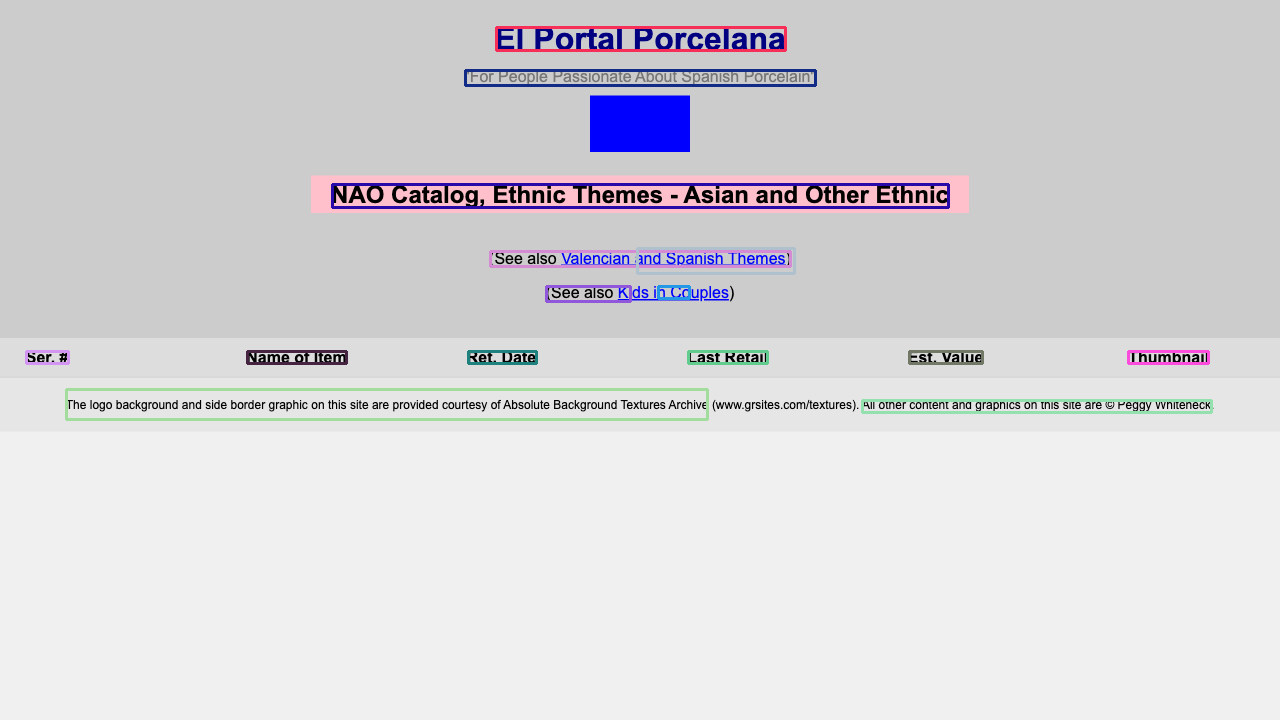 El Portal Porcelana
"For People Passionate About Spanish Porcelain"
NAO Catalog, Ethnic Themes - Asian and Other Ethnic
(See also Valencian and Spanish Themes)
(See also Kids in Couples)
Ser. # Name of Item Ret. Date Last Retail Est. Value Thumbnail
The logo background and side border graphic on this site are provided courtesy of Absolute Background Textures Archive (www.grsites.com/textures). All other content and graphics on this site are © Peggy Whiteneck.